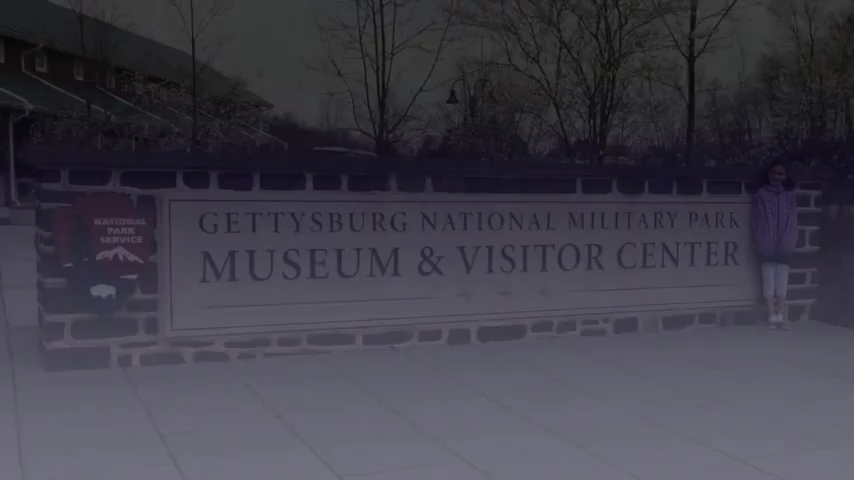 NATIONAL
PARK
SERVICE
GETTYSBURG NATIONAL MILITARY PARK
MUSEUM & VISITOR CENTER